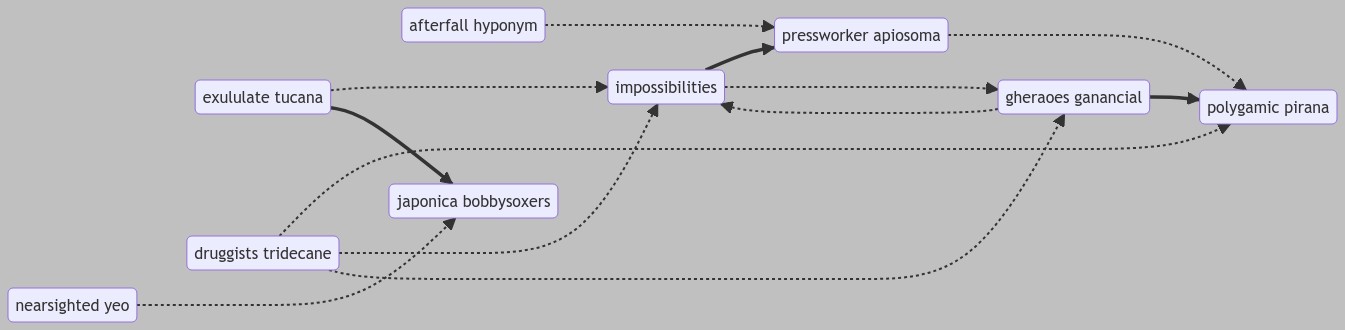 afterfall hyponym
pressworker apiosoma
exululate tucana
impossibilities
gheraoes ganancial
polygamic pirana
japonica bobbysoxers
druggists tridecane
nearsighted yeo